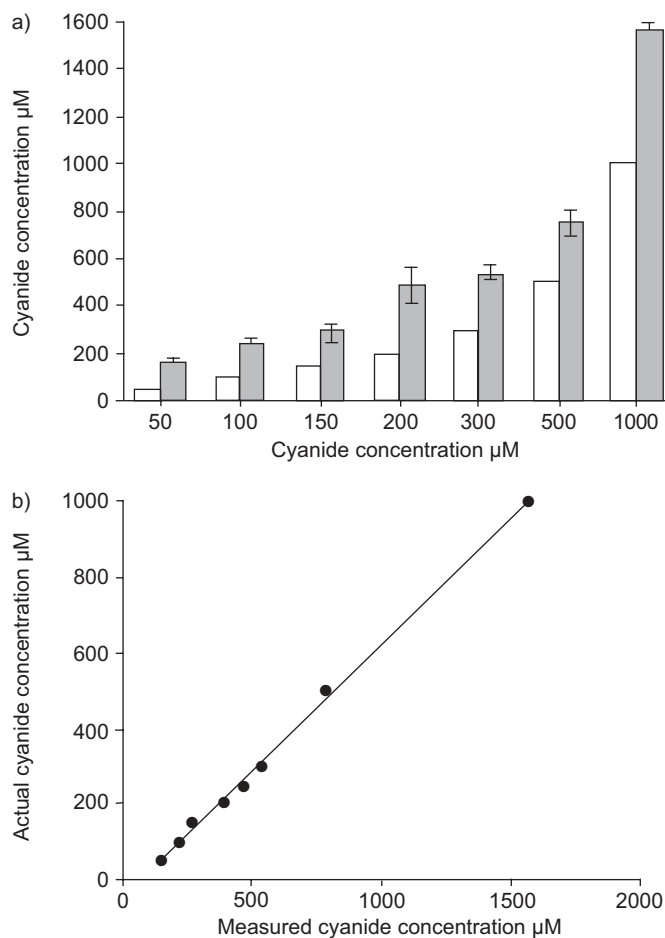 a)
1600
1400
1200
1000
800
600
400
200
0
Cyanide concentration µM
50 100 150 200 300 500 1000
Cyanide concentration µM
b)
1000
800
600
400
200
0
Actual cyanide concentration µM
0 500 1000 1500 2000
Measured cyanide concentration µM